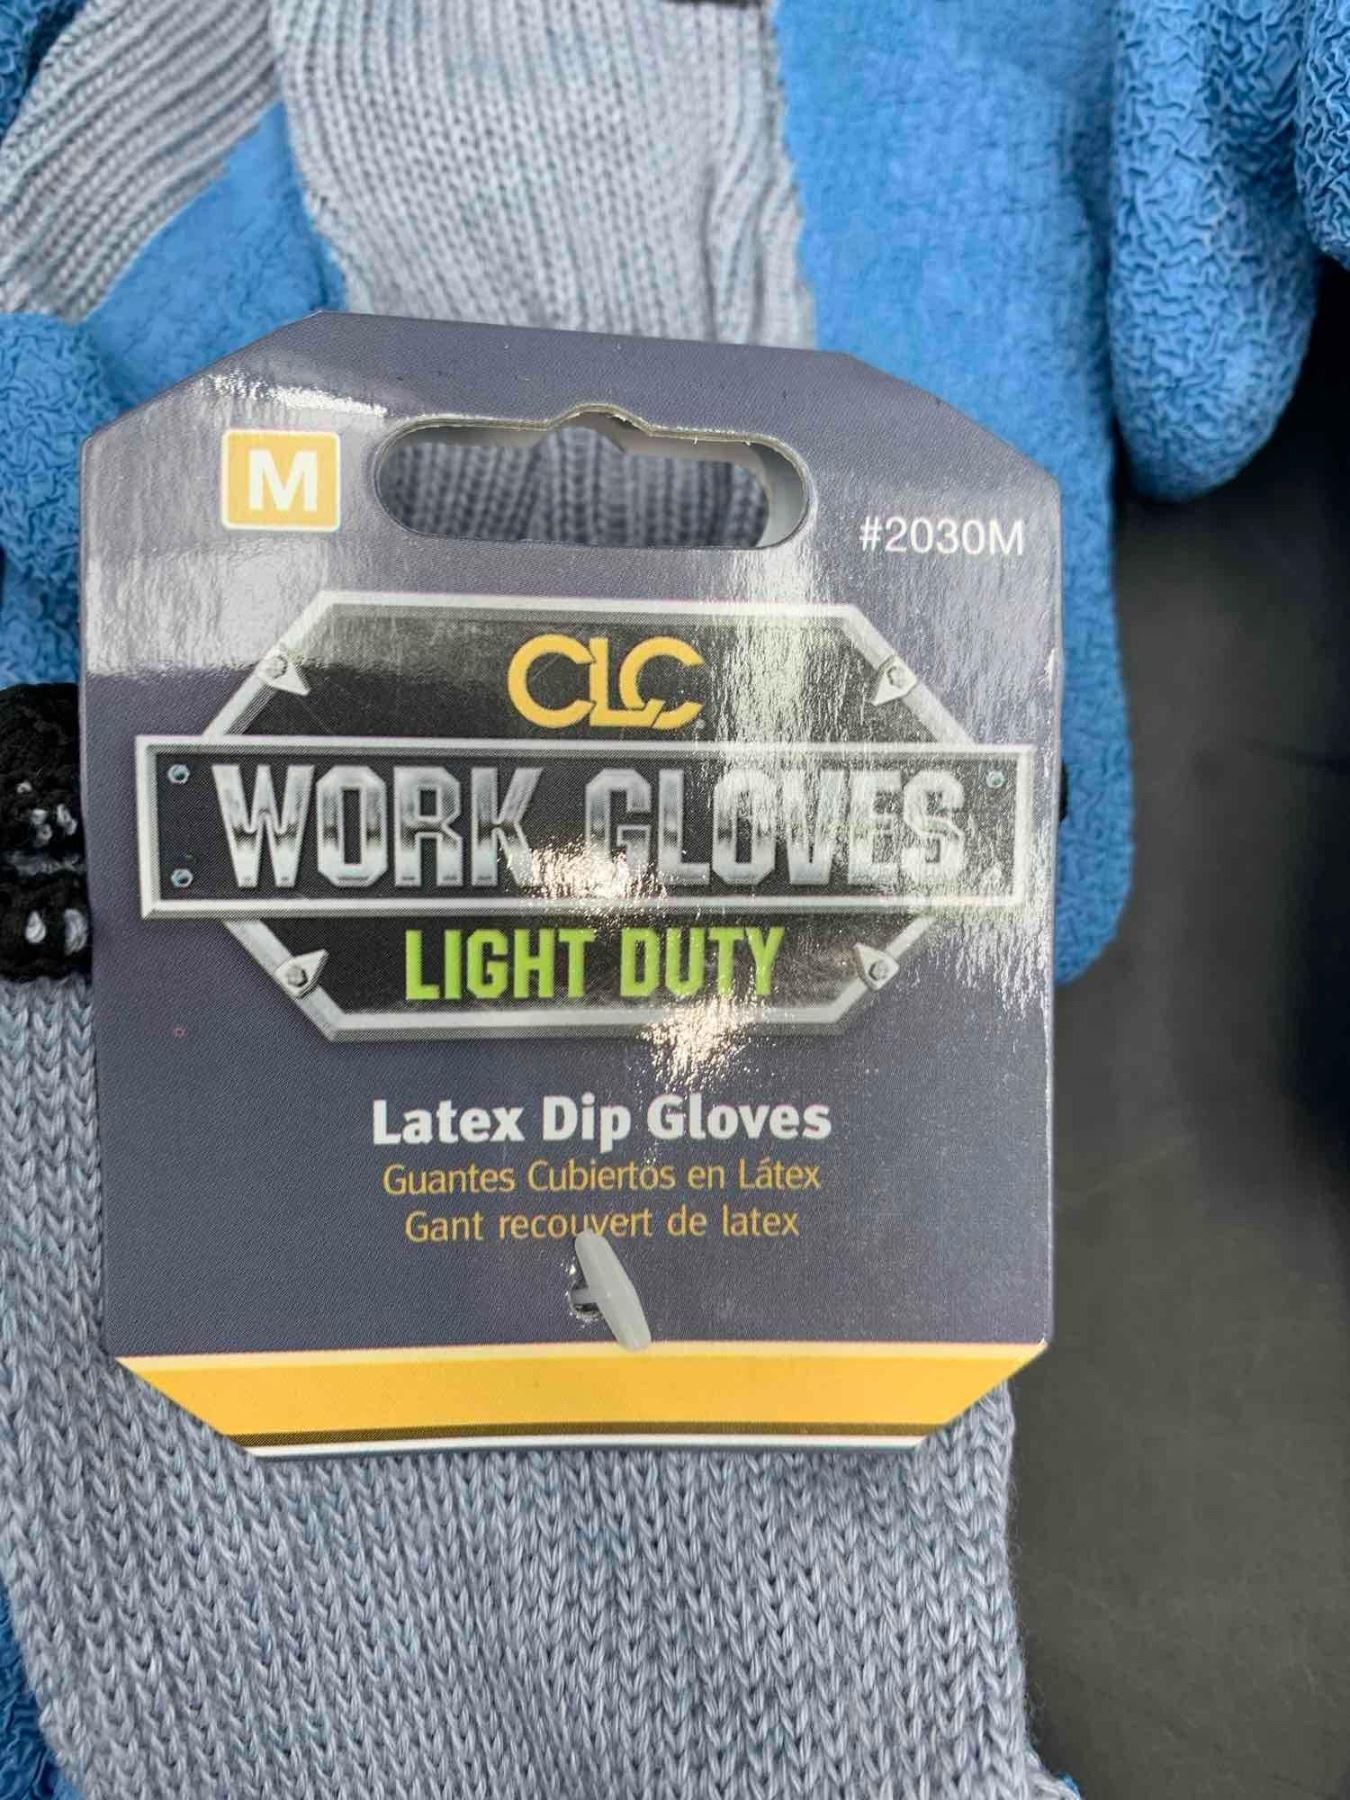 M
#2030M
CLC
WORK GLOVES
LIGHT DUTY
Latex Dip Gloves
Guantes Cubiertos en Látex
Gant recouvert de latex